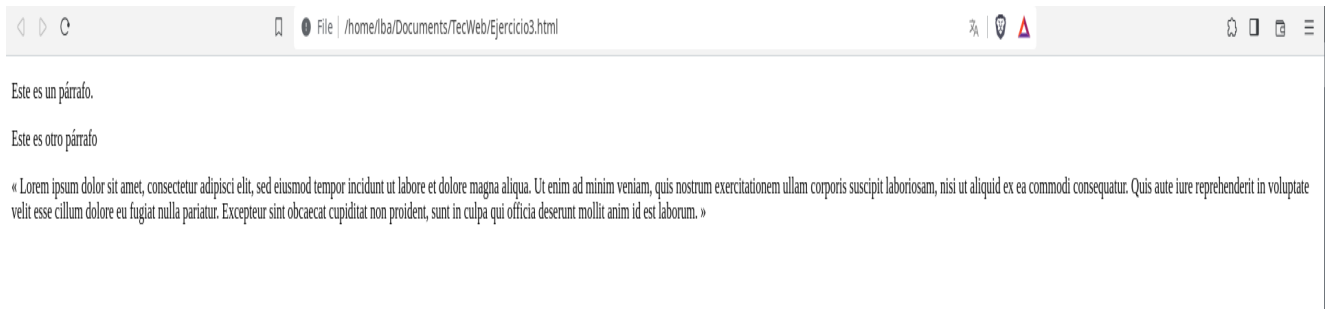 File /home/lba/Documents/TecWeb/Ejercicio3.html
Este es un párrafo.
Este es otro párrafo
« Lorem ipsum dolor sit amet, consectetur adipisci elit, sed eiusmod tempor incidunt ut labore et dolore magna aliqua. Ut enim ad minim veniam, quis nostrum exercitationem ullam corporis suscipit laboriosam, nisi ut aliquid ex ea commodi consequatur. Quis aute iure reprehenderit in voluptate
velit esse cillum dolore eu fugiat nulla pariatur. Excepteur sint obcaecat cupiditat non proident, sunt in culpa qui officia deserunt mollit anim id est laborum. »